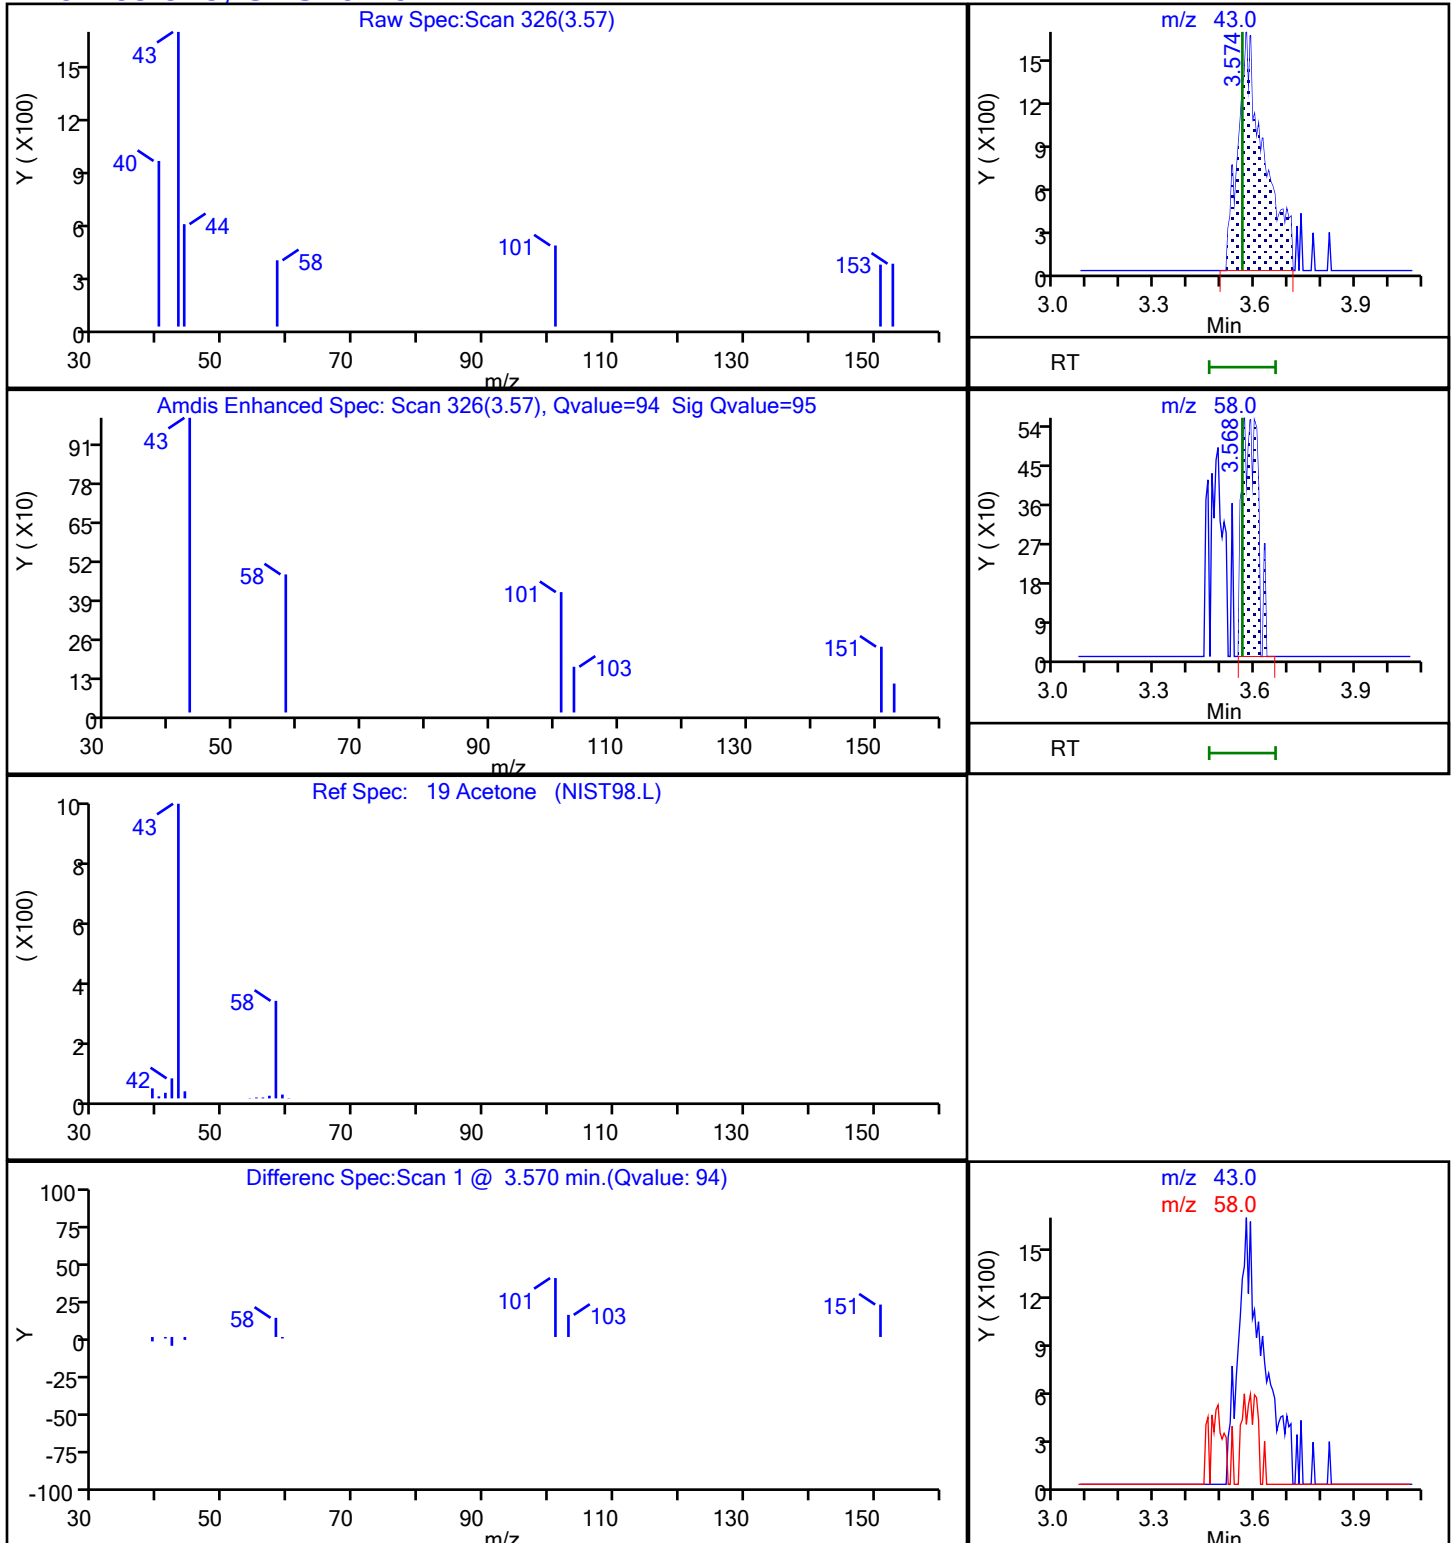 Raw Spec:Scan 326(3.57)
Y ( X100)
15
12
9
6
3
0
43
40
44
58
101
153
30 50 70 90 110 130 150
m/z
m/z 43.0
Y ( X100)
15
12
9
6
3
0
3.574
3.0 3.3 3.6 3.9
Min
RT
Amdis Enhanced Spec: Scan 326(3.57), Qvalue=94 Sig Qvalue=95
Y ( X10)
91
78
65
52
39
26
13
0
43
58
101
103
151
30 50 70 90 110 130 150
m/z
m/z 58.0
Y ( X10)
54
45
36
27
18
9
0
3.568
3.0 3.3 3.6 3.9
Min
RT
Ref Spec: 19 Acetone (NIST98.L)
( X100)
10
8
6
4
2
0
43
58
42
30 50 70 90 110 130 150
Differenc Spec:Scan 1 @ 3.570 min.(Qvalue: 94)
Y
100
75
50
25
0
-25
-50
-75
-100
58
101
103
151
30 50 70 90 110 130 150
m/z
m/z 43.0
m/z 58.0
Y ( X100)
15
12
9
6
3
0
3.0 3.3 3.6 3.9
Min